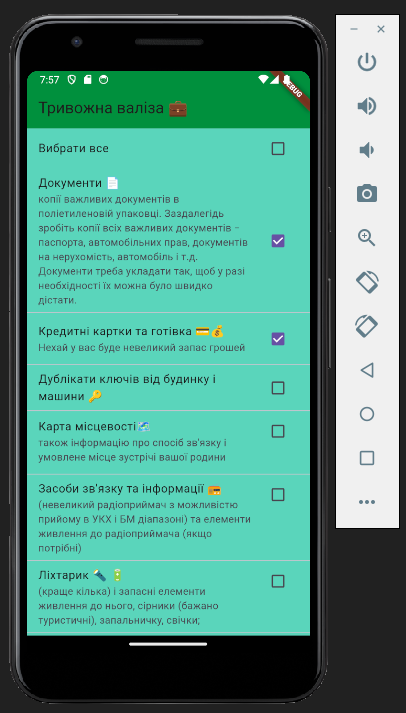 7:57
DEBUG
Тривожна валіза 💼
Вибрати все
Документи 📄
копії важливих документів в
поліетиленовій упаковці. Заздалегідь
зробіть копії всіх важливих документів –
паспорта, автомобільних прав, документів
на нерухомість, автомобіль і т.д.
Документи треба укладати так, щоб у разі
необхідності їх можна було швидко
дістати.
Кредитні картки та готівка 💳💰
Нехай у вас буде невеликий запас грошей
Дублікати ключів від будинку і
машини 🔑
Карта місцевості🗺️
також інформацію про спосіб зв'язку і
умовлене місце зустрічі вашої родини
Засоби зв'язку та інформації 📻
(невеликий радіоприймач з можливістю
прийому в УКХ і БМ діапазоні) та елементи
живлення до радіоприймача (якщо
потрібні)
Ліхтарик 🔦 🔋
(краще кілька) і запасні елементи
живлення до нього, сірники (бажано
туристичні), запальничку, свічки;